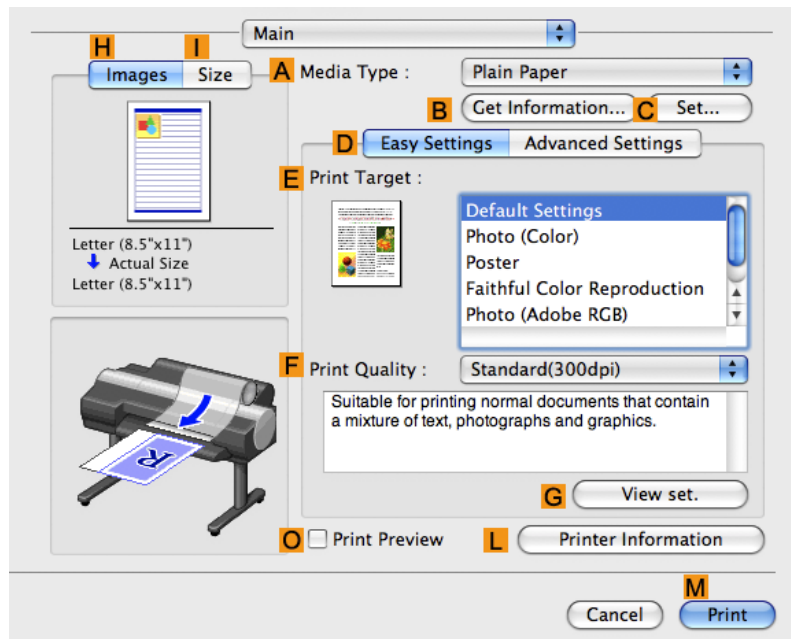 Main
H I
Images Size
A Media Type : Plain Paper
B Get Information... C Set...
D Easy Settings Advanced Settings
E Print Target :
Default Settings
Photo (Color)
Poster
Faithful Color Reproduction
Photo (Adobe RGB)
Letter (8.5"x11")
Actual Size
Letter (8.5"x11")
F Print Quality : Standard(300dpi)
Suitable for printing normal documents that contain
a mixture of text, photographs and graphics.
R
G View set.
O Print Preview L Printer Information
M
Cancel Print